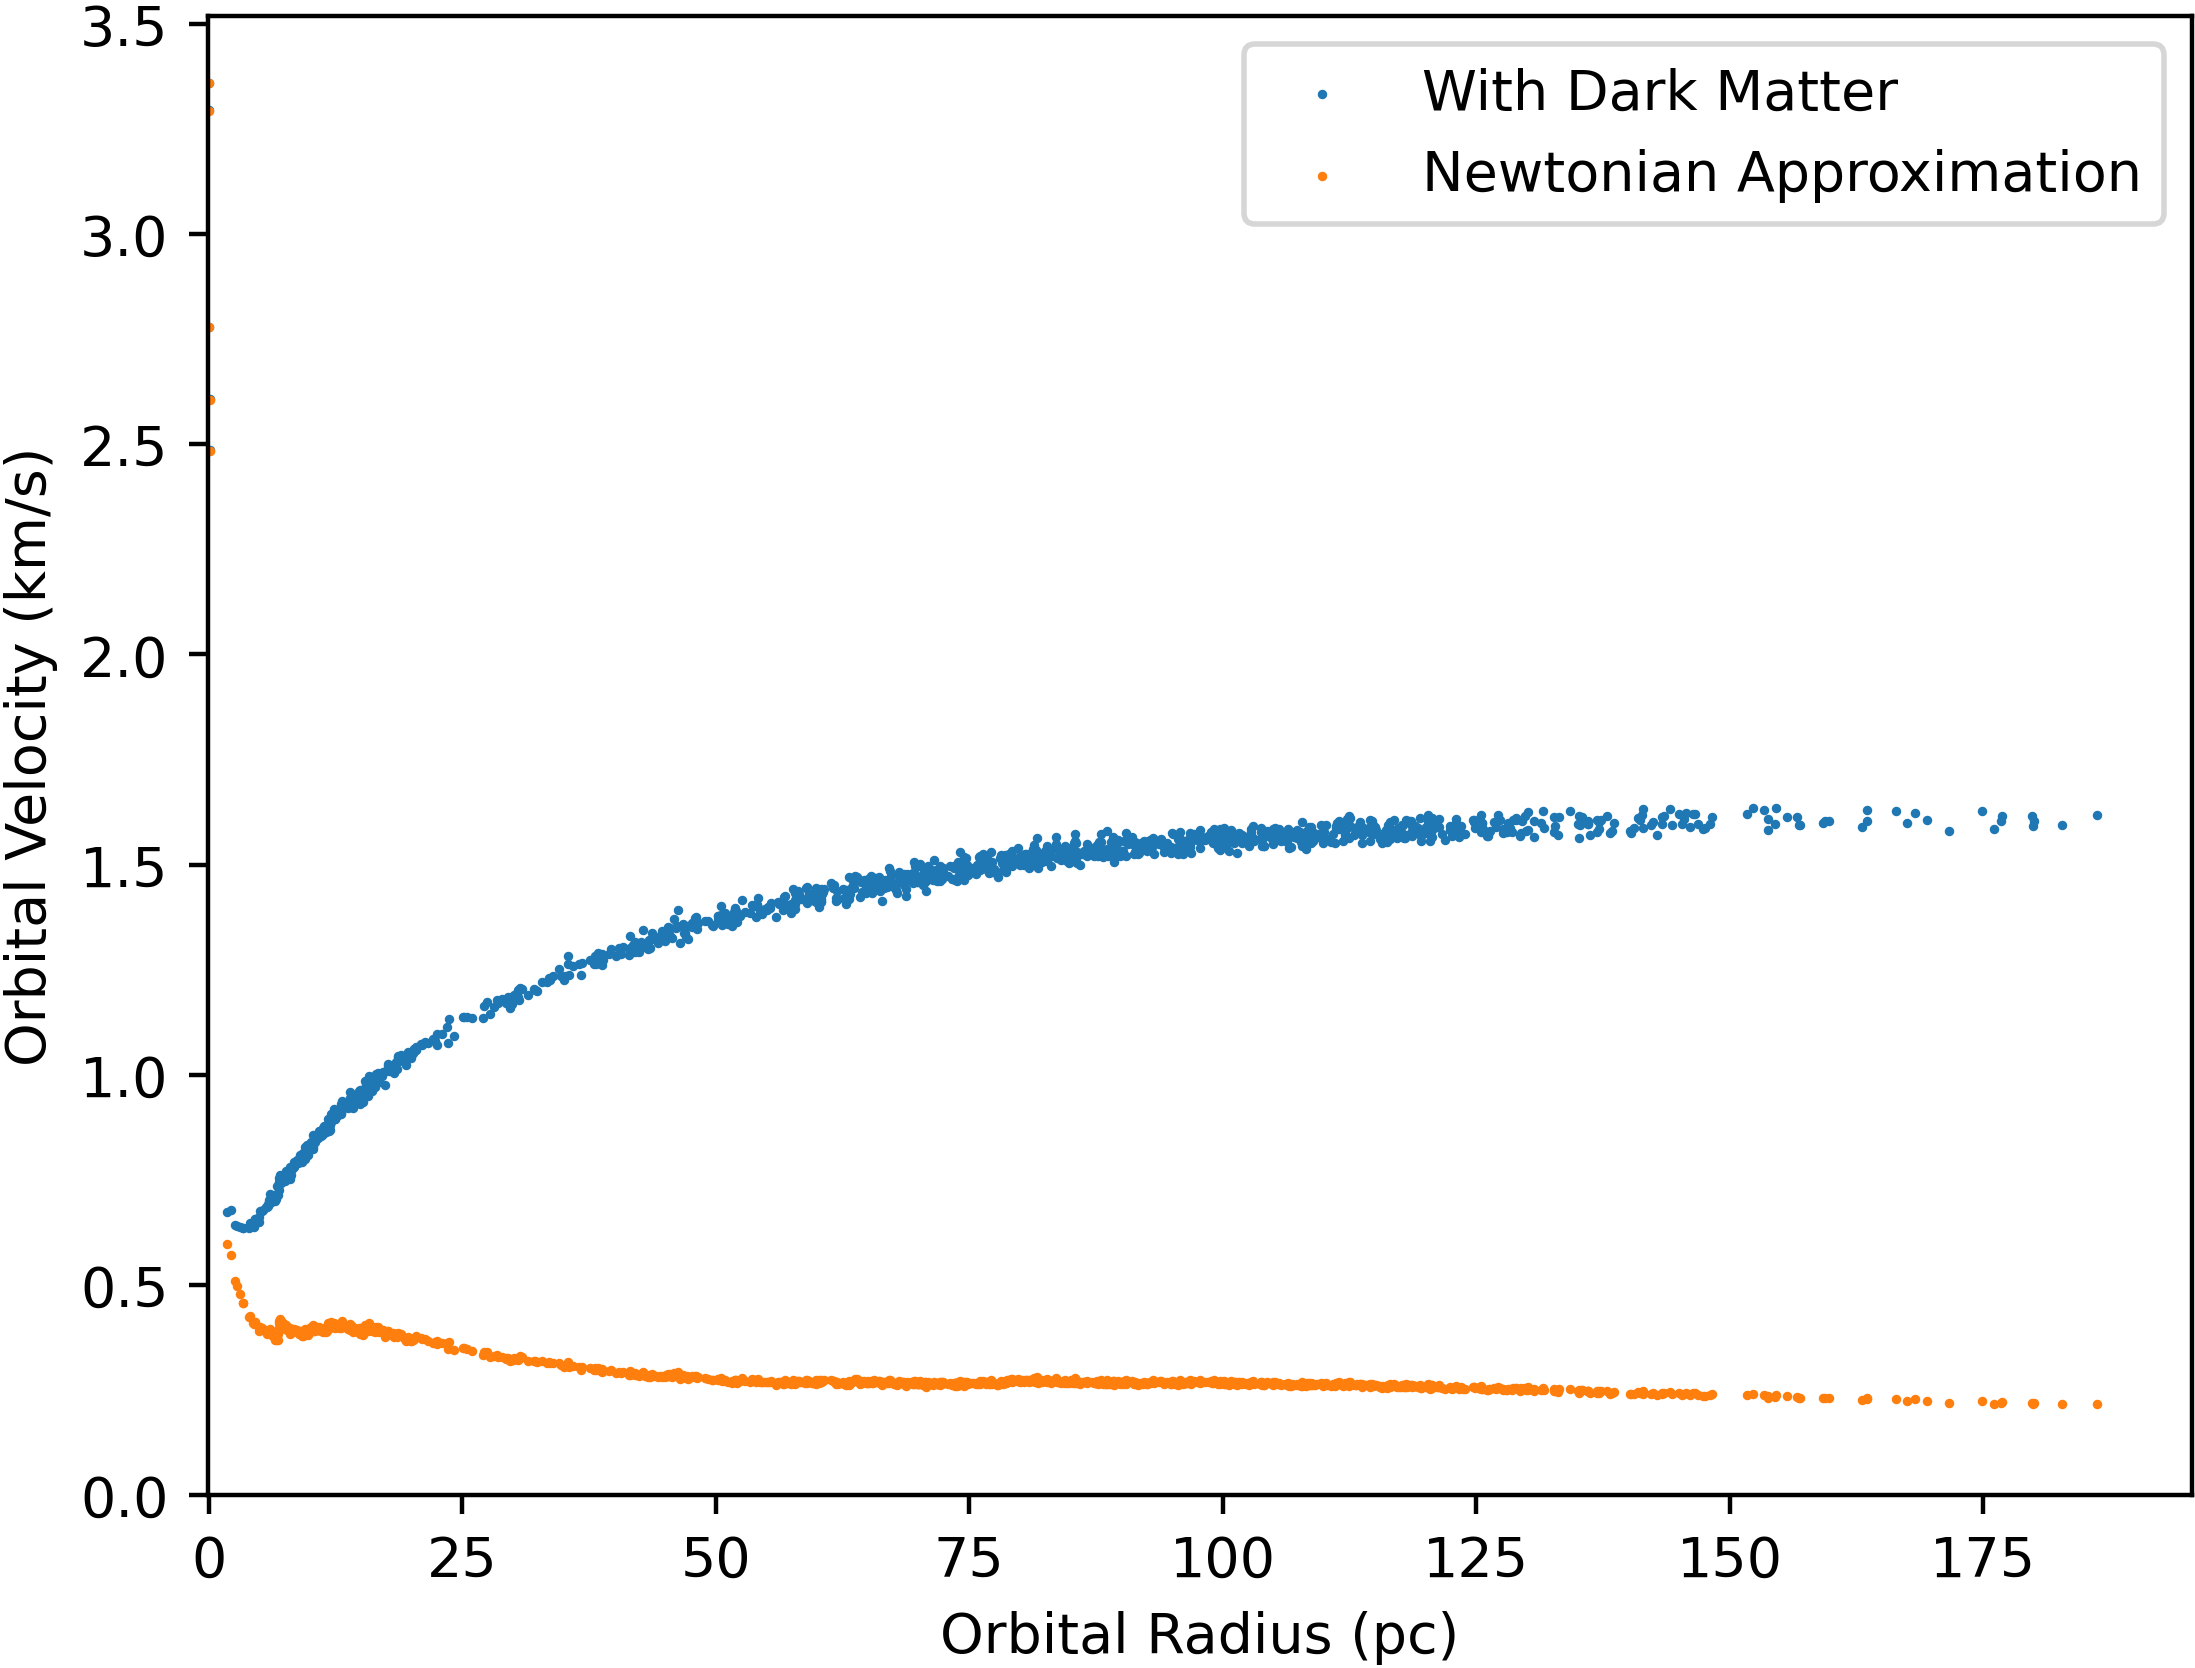 3.5
3.0
2.5
2.0
1.5
1.0
0.5
0.0
Orbital Velocity (km/s)
With Dark Matter
Newtonian Approximation
0 25 50 75 100 125 150 175
Orbital Radius (pc)